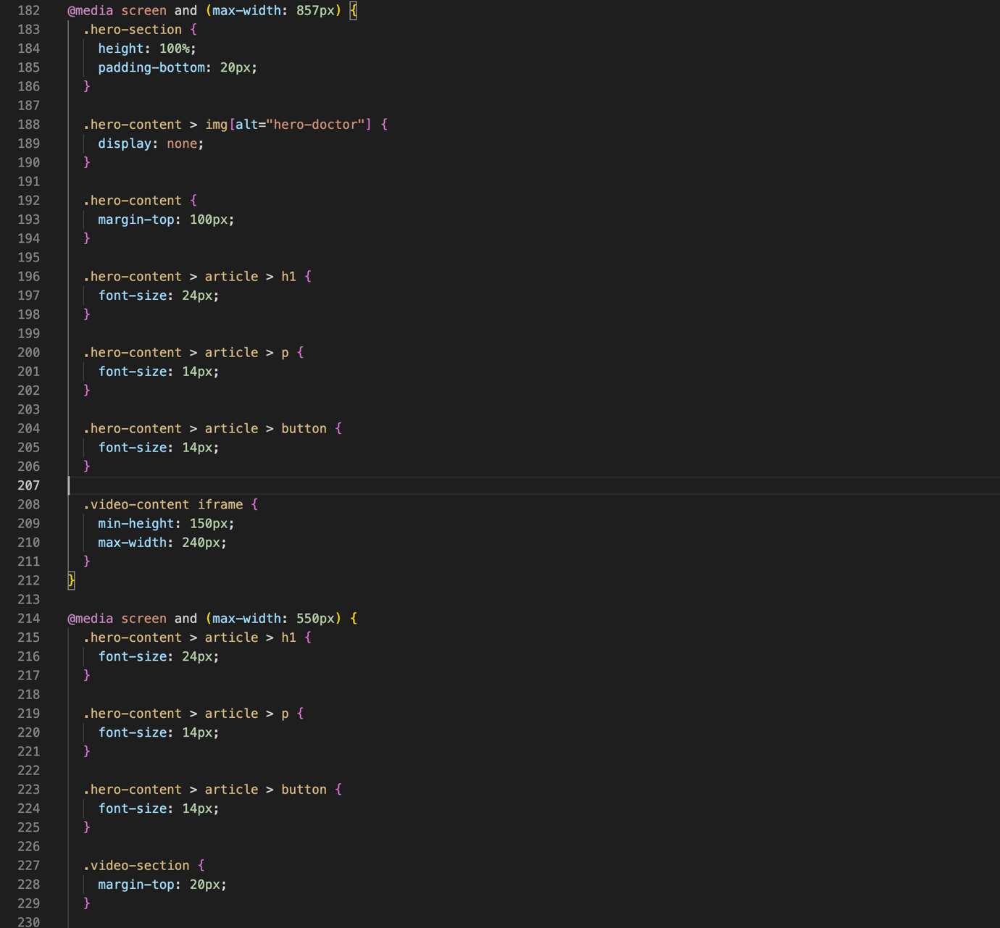 182 @media screen and (max-width: 857px) {
183 .hero-section {
184 height: 100%;
185 padding-bottom: 20px;
186 }
187
188 .hero-content > img[alt="hero-doctor"] {
189 display: none;
190 }
191
192 .hero-content {
193 margin-top: 100px;
194 }
195
196 .hero-content > article > h1 {
197 font-size: 24px;
198 }
199
200 .hero-content > article > p {
201 font-size: 14px;
202 }
203
204 .hero-content > article > button {
205 font-size: 14px;
206 }
207
208 .video-content iframe {
209 min-height: 150px;
210 max-width: 240px;
211 }
212 }
213
214 @media screen and (max-width: 550px) {
215 .hero-content > article > h1 {
216 font-size: 24px;
217 }
218
219 .hero-content > article > p {
220 font-size: 14px;
221 }
222
223 .hero-content > article > button {
224 font-size: 14px;
225 }
226
227 .video-section {
228 margin-top: 20px;
229 }
230